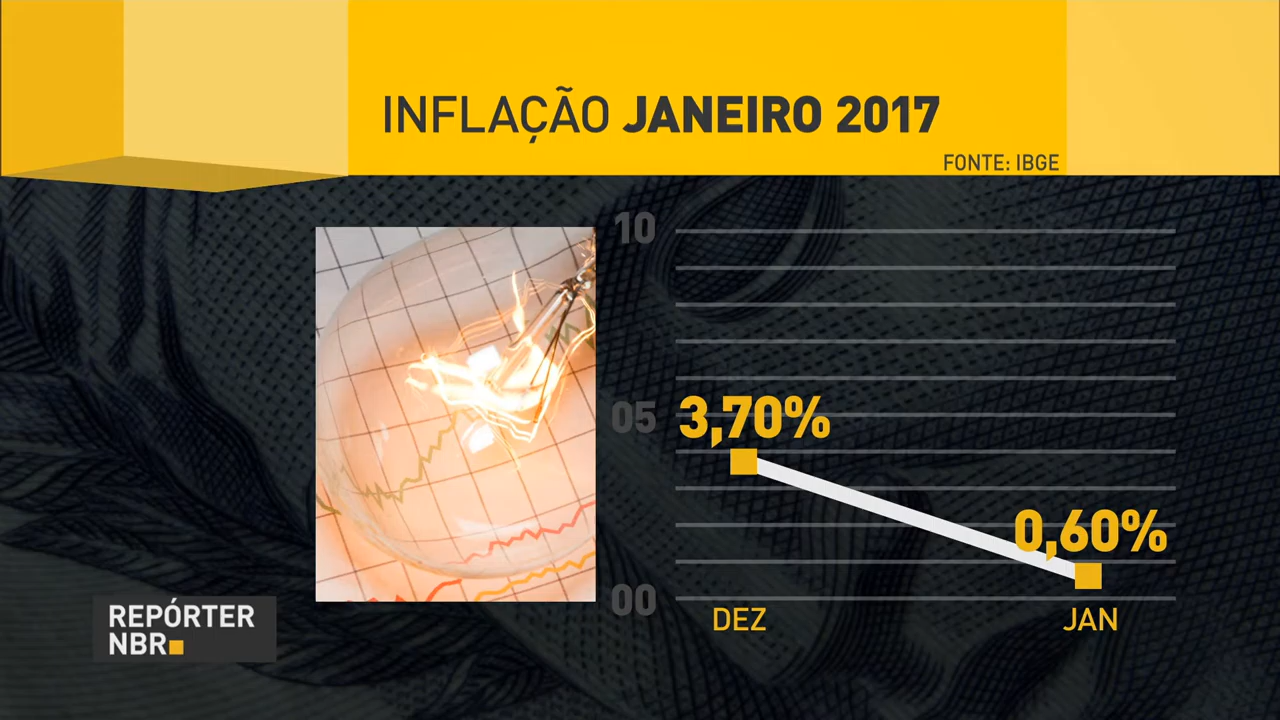 INFLAÇÃO JANEIRO 2017
FONTE: IBGE
10
05
3,70%
0,60%
00
DEZ
JAN
REPÓRTER
NBR